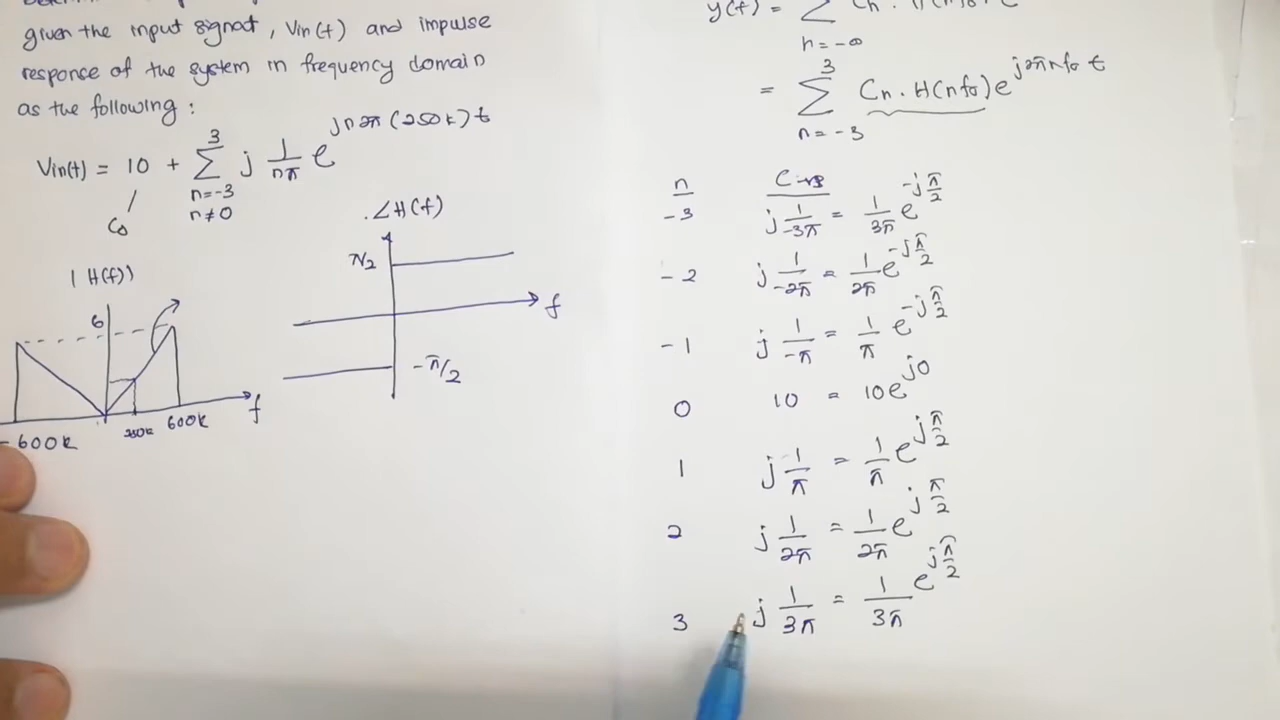 given the input signal, Vin(t) and impulse
response of the system in frequency domain
as the following:
Vin(t) = 10 + 3 Σ n=-3 n≠0 j 1/nπ e^jn2π(250k)t
C0
|H(f)|
6
f
-600k
250k
600k
∠H(f)
π/2
f
-π/2
y(t) = Σ n=-∞
= 3 Σ n=-3 Cn. H(nf0) e^j2πnf0 t
n
-3 j 1/-3π = 1/3π e^-jπ/2
-2 j 1/-2π = 1/2π e^-jπ/2
-1 j 1/-π = 1/π e^-jπ/2
0 10 = 10e^j0
1 j 1/π = 1/π e^jπ/2
2 j 1/2π = 1/2π e^jπ/2
3 j 1/3π = 1/3π e^jπ/2